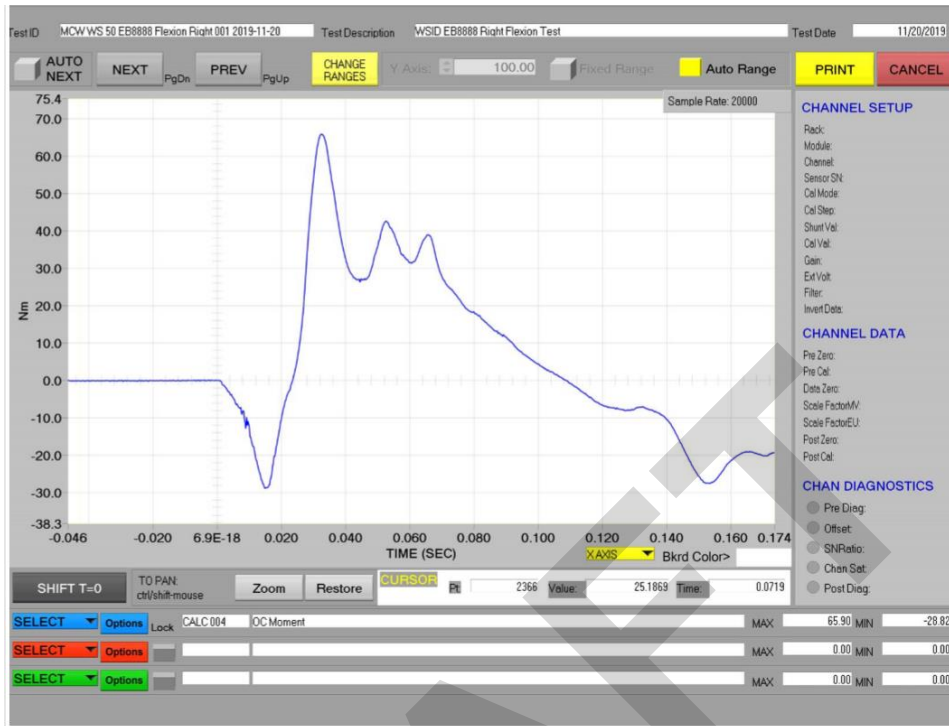 Test ID MCW WS 50 EB8888 Flexion Right 001 2019-11-20 Test Description WSID EB8888 Right Flexion Test Test Date 11/20/2019
AUTO NEXT NEXT PgDn PREV PgUp CHANGE RANGES Y Axis: 100.00 Fixed Range Auto Range PRINT CANCEL
Sample Rate: 20000
75.4
70.0
60.0
50.0
40.0
30.0
20.0
10.0
0.0
-10.0
-20.0
-30.0
-38.3
Nm
-0.046 -0.020 6.9E-18 0.020 0.040 0.060 0.080 0.100 0.120 0.140 0.160 0.174
TIME (SEC)
X AXIS Bkrd Color>
CHANNEL SETUP
Rack:
Module:
Channel:
Sensor SN:
Cal Mode:
Cal Step:
Shunt Val:
Cal Val:
Gain:
Ext Volt:
Filter:
Invert Data:
CHANNEL DATA
Pre Zero:
Pre Cal:
Data Zero:
Scale FactorMV:
Scale FactorEU:
Post Zero:
Post Cal:
CHAN DIAGNOSTICS
Pre Diag:
Offset:
SNRatio:
Chan Sat:
Post Diag:
SHIFT T=0 TO PAN: ctrl/shift-mouse Zoom Restore CURSOR Pt 2366 Value: 25.1869 Time: 0.0719
SELECT Options Lock CALC 004 OC Moment MAX 65.90 MIN -28.82
SELECT Options MAX 0.00 MIN 0.00
SELECT Options MAX 0.00 MIN 0.00